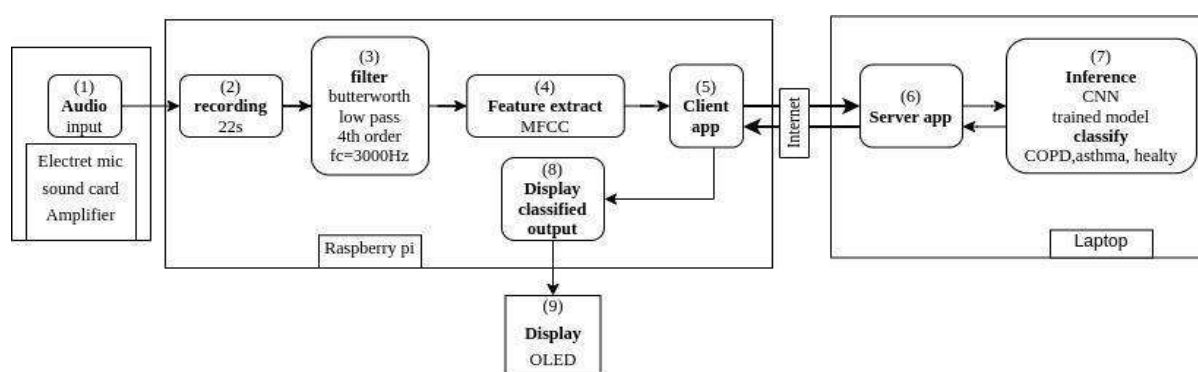 (1)
Audio
input
Electret mic
sound card
Amplifier
(2)
recording
22s
(3)
filter
butterworth
low pass
4th order
fc=3000Hz
(4)
Feature extract
MFCC
(5)
Client
app
Internet
(6)
Server app
(7)
Inference
CNN
trained model
classify
COPD,asthma, healty
(8)
Display
classified
output
Raspberry pi
Laptop
(9)
Display
OLED